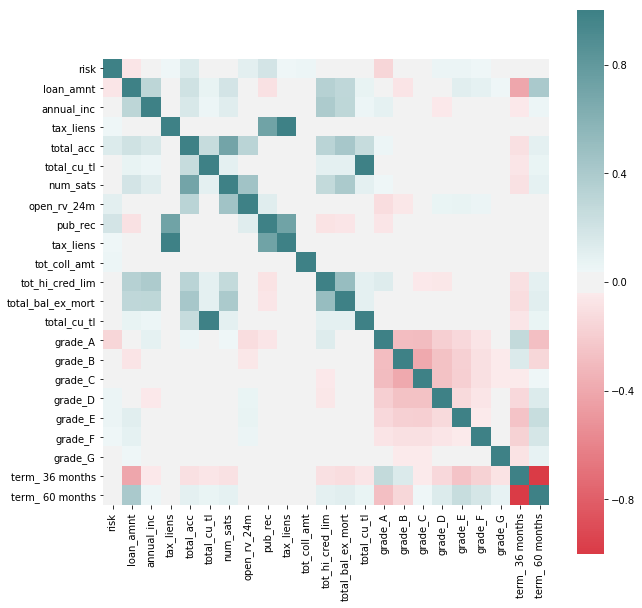 risk
loan_amnt
annual_inc
tax_liens
total_acc
total_cu_tl
num_sats
open_rv_24m
pub_rec
tax_liens
tot_coll_amt
tot_hi_cred_lim
total_bal_ex_mort
total_cu_tl
grade_A
grade_B
grade_C
grade_D
grade_E
grade_F
grade_G
term_ 36 months
term_ 60 months
risk
loan_amnt
annual_inc
tax_liens
total_acc
total_cu_tl
num_sats
open_rv_24m
pub_rec
tax_liens
tot_coll_amt
tot_hi_cred_lim
total_bal_ex_mort
total_cu_tl
grade_A
grade_B
grade_C
grade_D
grade_E
grade_F
grade_G
term_ 36 months
term_ 60 months
0.8
0.4
0.0
−0.4
−0.8